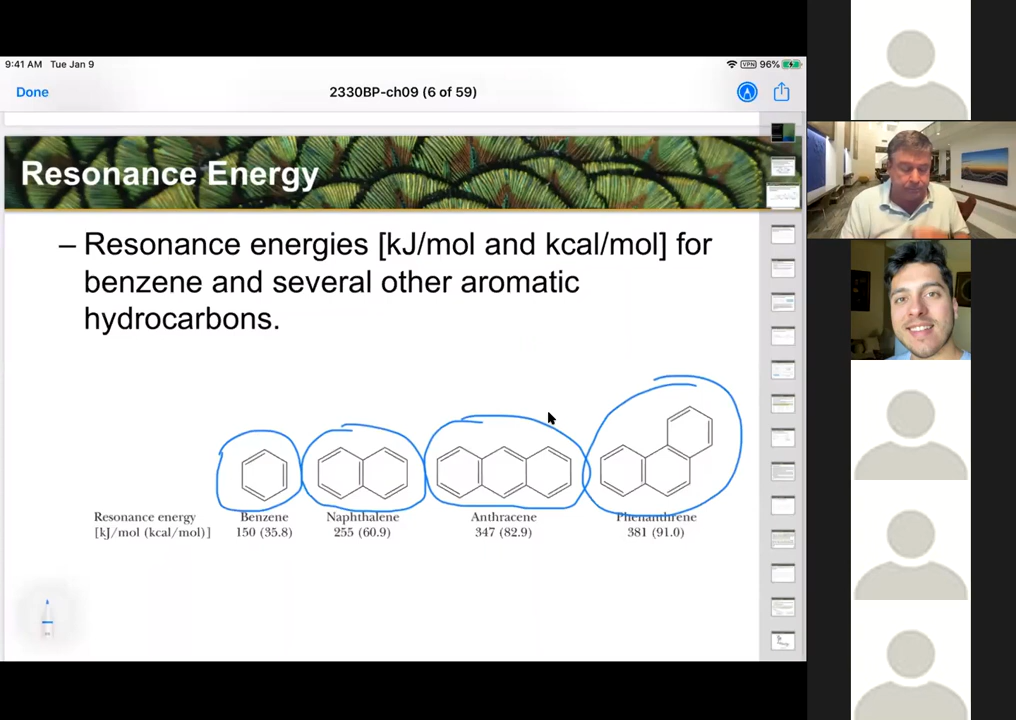 9:41 AM Tue Jan 9
VPN 96%
Done
2330BP-ch09 (6 of 59)
Resonance Energy
– Resonance energies [kJ/mol and kcal/mol] for
benzene and several other aromatic
hydrocarbons.
Resonance energy Benzene Naphthalene Anthracene Phenanthrene
[kJ/mol (kcal/mol)] 150 (35.8) 255 (60.9) 347 (82.9) 381 (91.0)